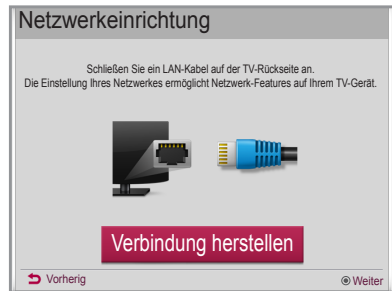 Netzwerkeinrichtung
Schließen Sie ein LAN-Kabel auf der TV-Rückseite an.
Die Einstellung Ihres Netzwerkes ermöglicht Netzwerk-Features auf Ihrem TV-Gerät.
Verbindung herstellen
Vorherig
Weiter